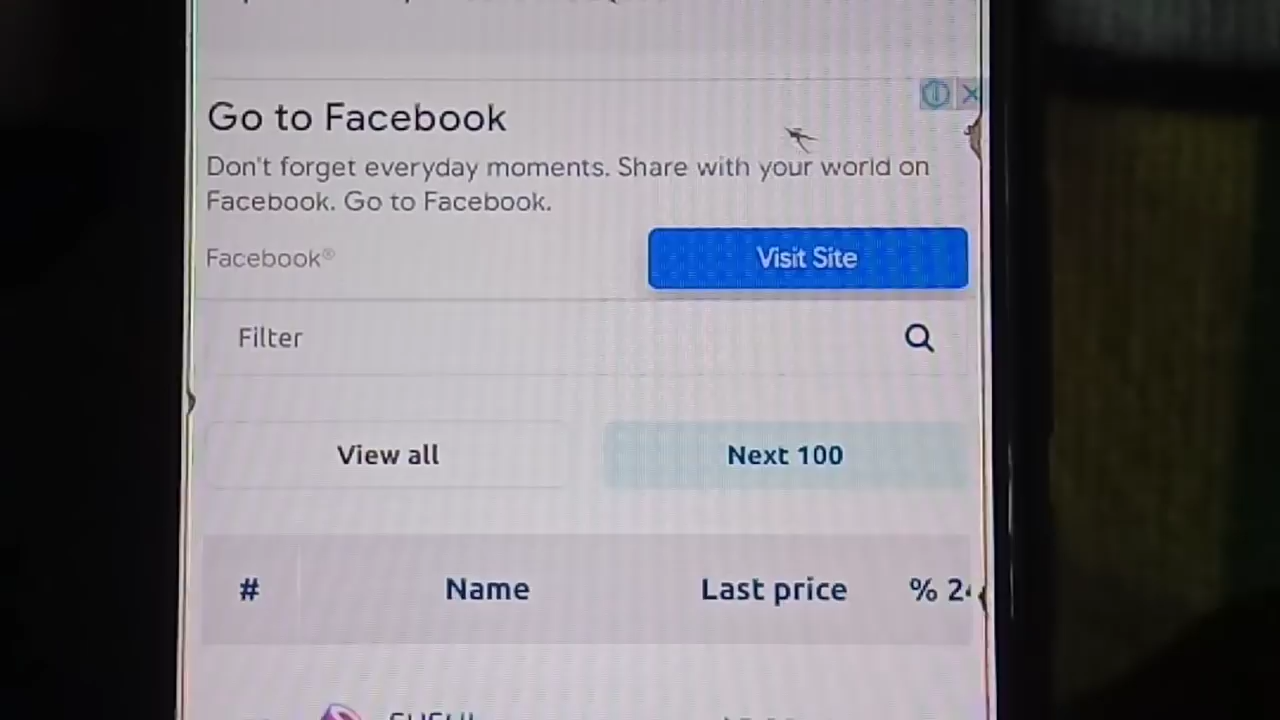 Go to Facebook
Don't forget everyday moments. Share with your world on
Facebook. Go to Facebook.
Facebook®
Visit Site
Filter
View all
Next 100
#
Name
Last price
% 2